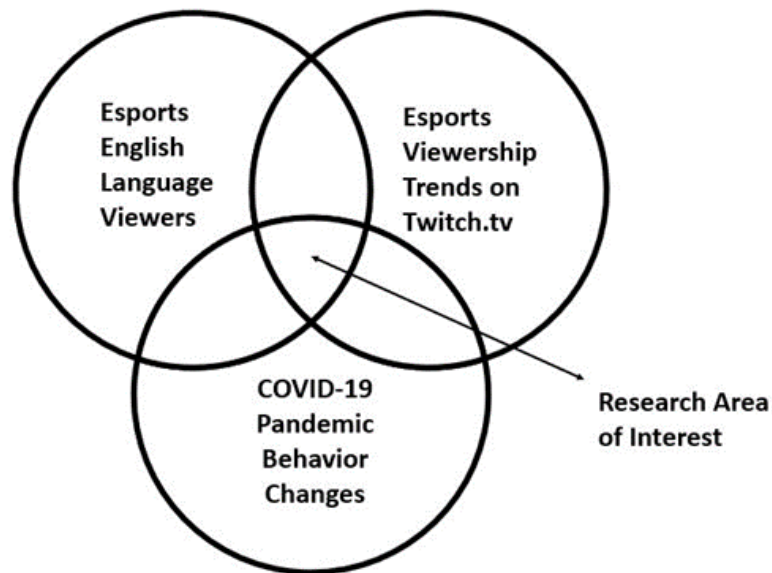 Esports
English
Language
Viewers
Esports
Viewership
Trends on
Twitch.tv
COVID-19
Pandemic
Behavior
Changes
Research Area
of Interest